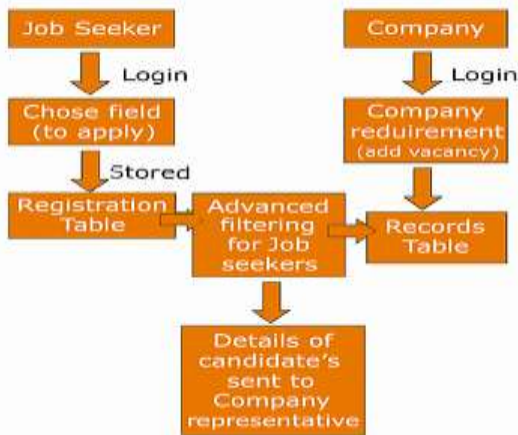 Job Seeker
Login
Chose field
(to apply)
Stored
Registration
Table
Company
Login
Company
reduirement
(add vacancy)
Records
Table
Advanced
filtering
for Job
seekers
Details of
candidate's
sent to
Company
representative